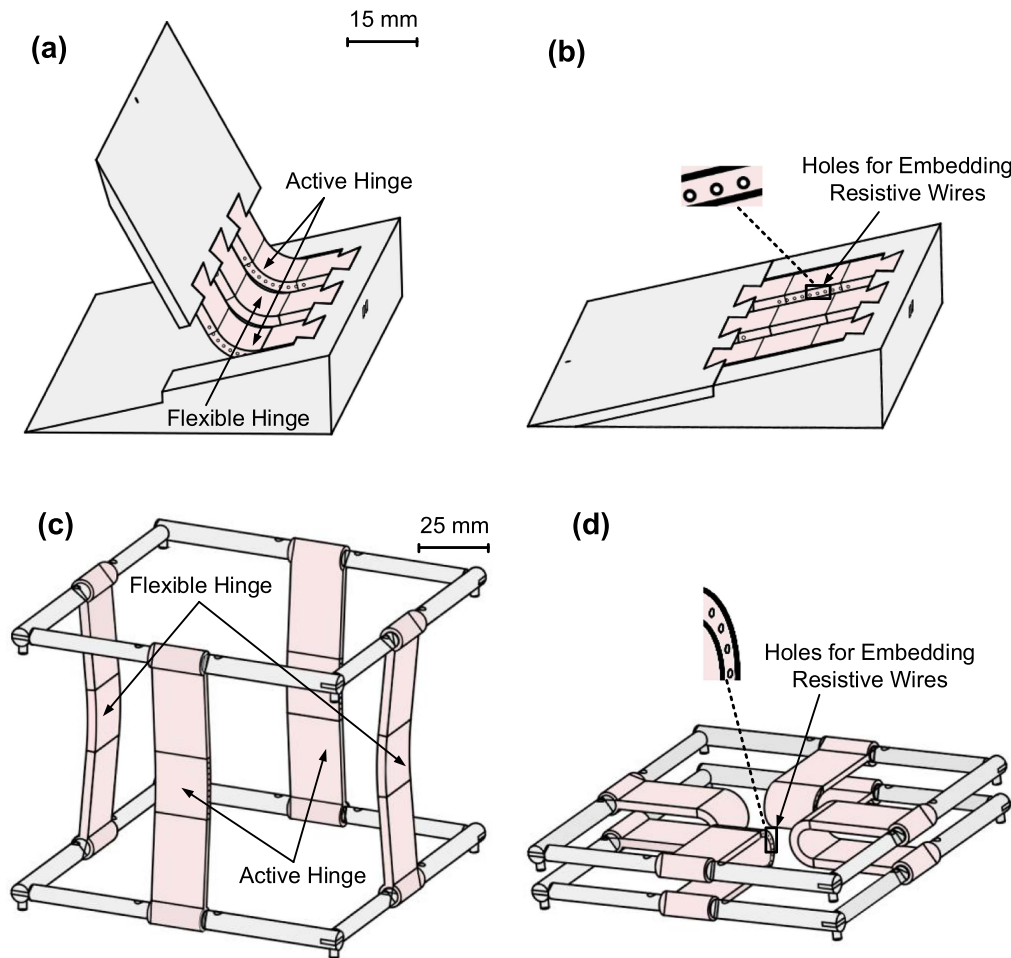 (a)
15 mm
(b)
Active Hinge
Flexible Hinge
Holes for Embedding
Resistive Wires
(c)
25 mm
(d)
Flexible Hinge
Active Hinge
Holes for Embedding
Resistive Wires